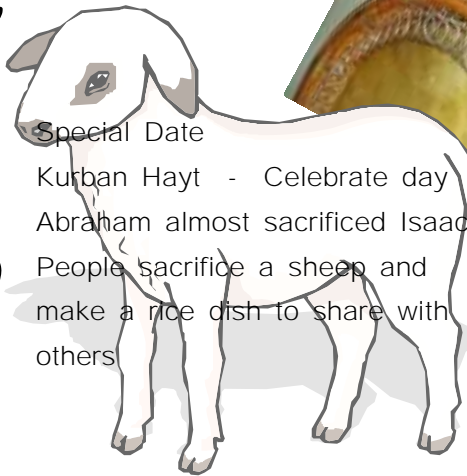 Special Date
Kurban Hayt - Celebrate day
Abraham almost sacrificed Isaac
People sacrifice a sheep and
make a rice dish to share with
others